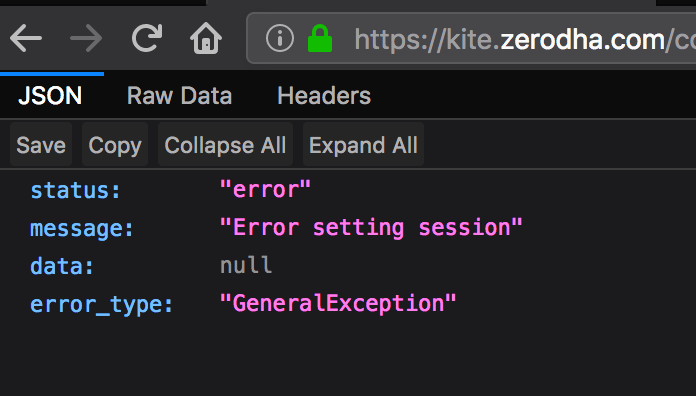 https://kite.zerodha.com/co
JSON Raw Data Headers
Save Copy Collapse All Expand All
status: "error"
message: "Error setting session"
data: null
error_type: "GeneralException"